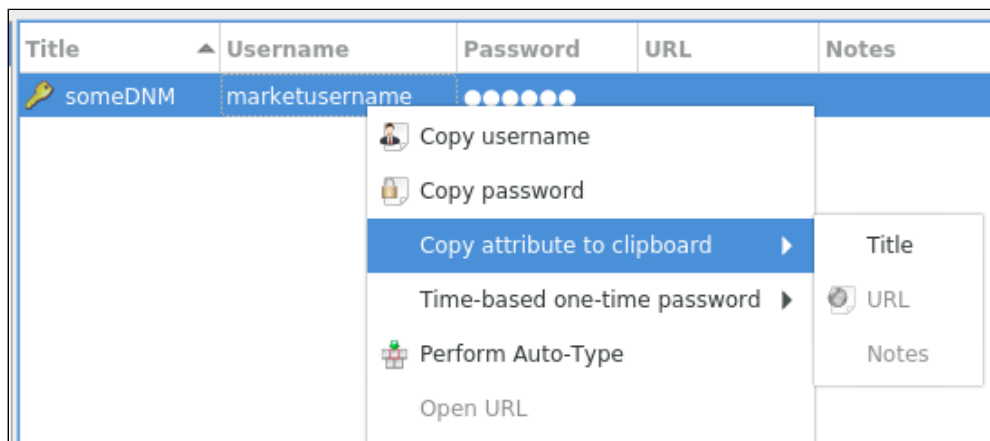 Title Username Password URL Notes
someDNM marketusername ●●●●●●
Copy username
Copy password
Copy attribute to clipboard
Title
Time-based one-time password
URL
Perform Auto-Type
Notes
Open URL